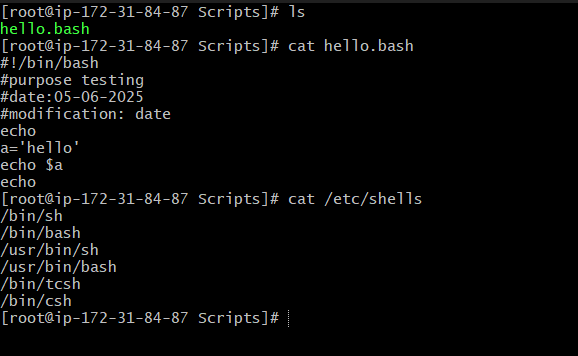 [root@ip-172-31-84-87 Scripts]# ls
hello.bash
[root@ip-172-31-84-87 Scripts]# cat hello.bash
#!/bin/bash
#purpose testing
#date:05-06-2025
#modification: date
echo
a='hello'
echo $a
echo
[root@ip-172-31-84-87 Scripts]# cat /etc/shells
/bin/sh
/bin/bash
/usr/bin/sh
/usr/bin/bash
/bin/tcsh
/bin/csh
[root@ip-172-31-84-87 Scripts]#